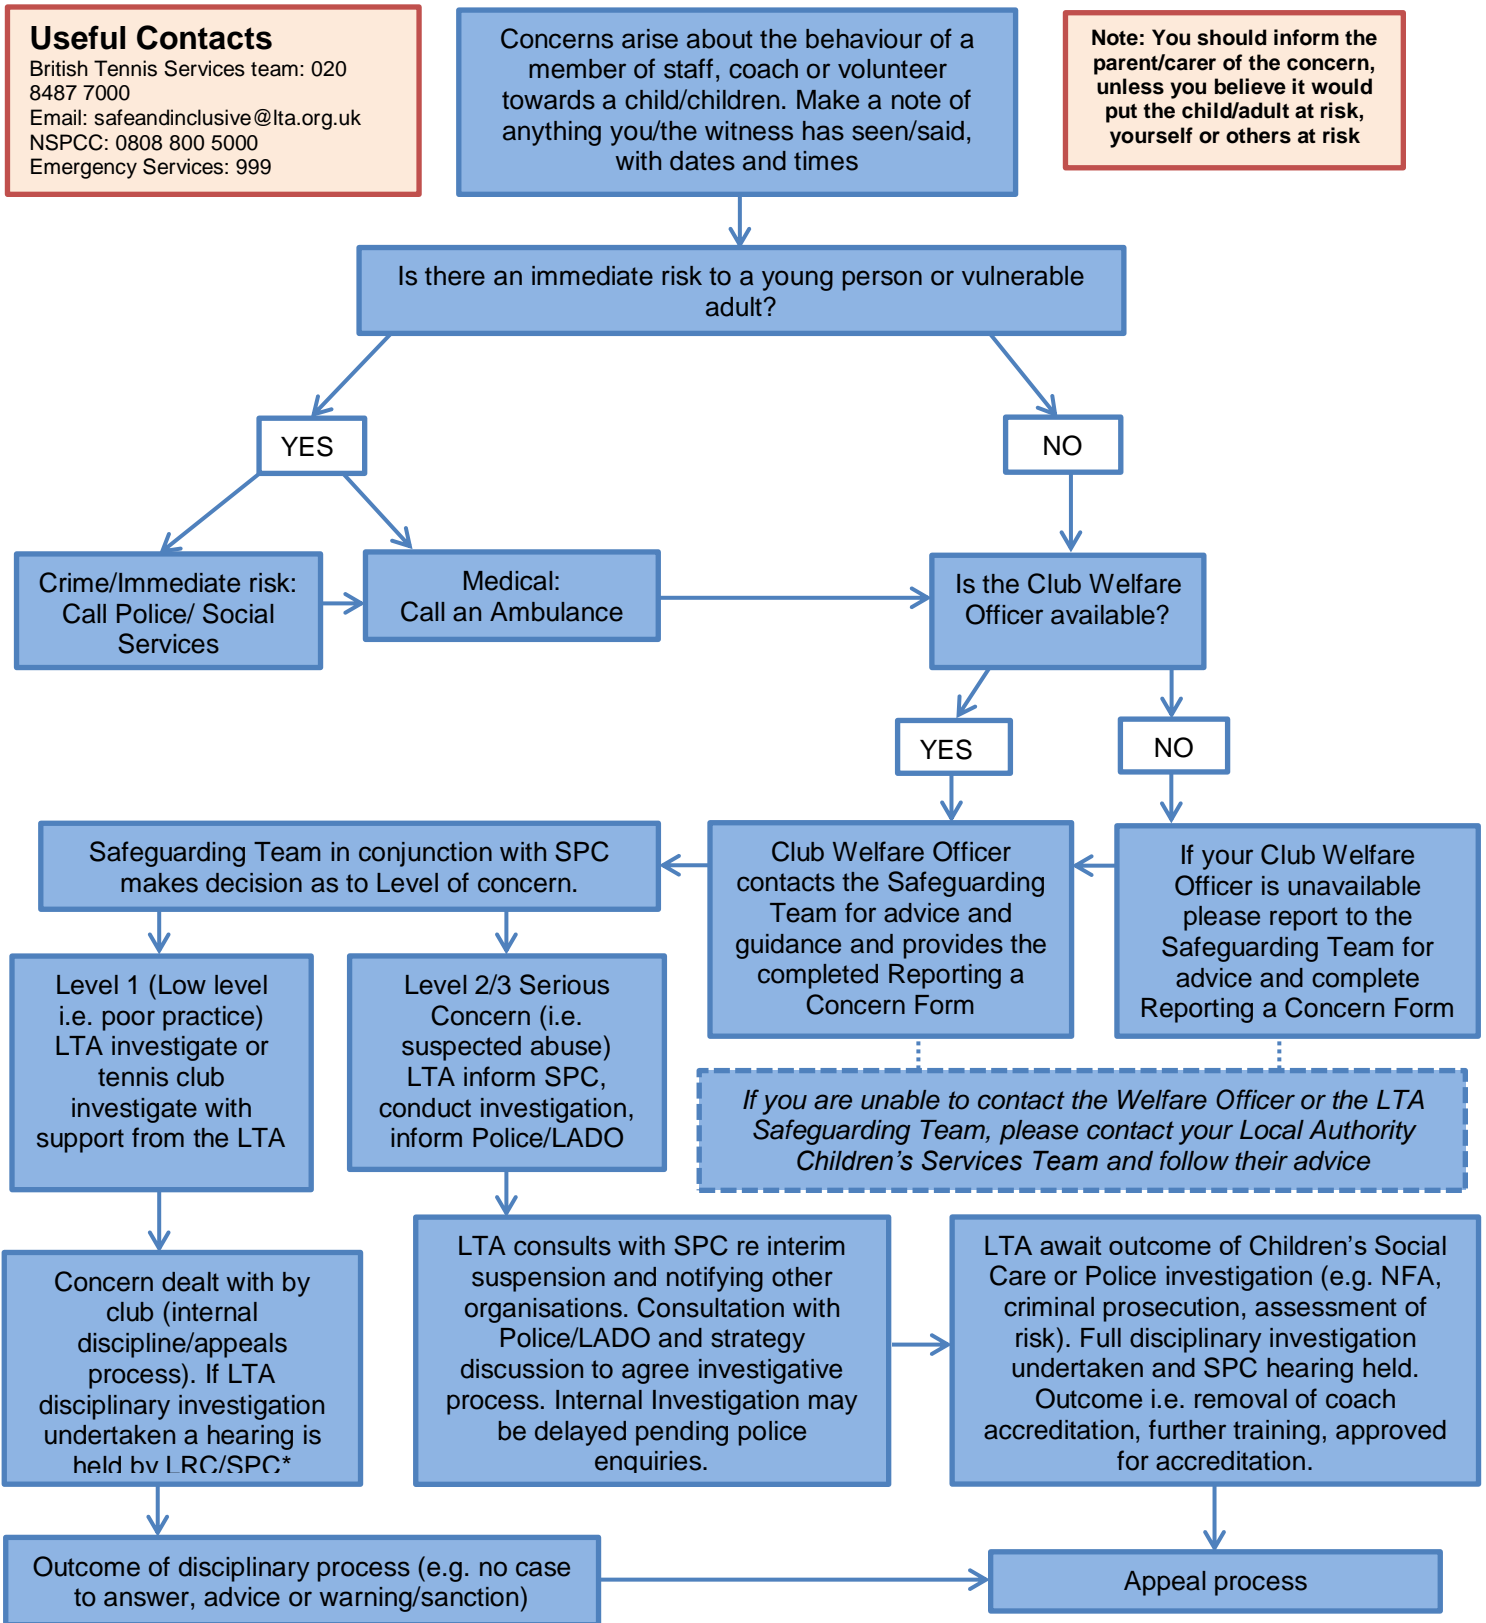 Useful Contacts
British Tennis Services team: 020
8487 7000
Email: safeandinclusive@lta.org.uk
NSPCC: 0808 800 5000
Emergency Services: 999
Concerns arise about the behaviour of a
member of staff, coach or volunteer
towards a child/children. Make a note of
anything you/the witness has seen/said,
with dates and times
Note: You should inform the
parent/carer of the concern,
unless you believe it would
put the child/adult at risk,
yourself or others at risk
Is there an immediate risk to a young person or vulnerable
adult?
YES
NO
Crime/Immediate risk:
Call Police/ Social
Services
Medical:
Call an Ambulance
Is the Club Welfare
Officer available?
YES
NO
Safeguarding Team in conjunction with SPC
makes decision as to Level of concern.
Club Welfare Officer
contacts the Safeguarding
Team for advice and
guidance and provides the
completed Reporting a
Concern Form
If your Club Welfare
Officer is unavailable
please report to the
Safeguarding Team for
advice and complete
Reporting a Concern Form
Level 1 (Low level
i.e. poor practice)
LTA investigate or
tennis club
investigate with
support from the LTA
Level 2/3 Serious
Concern (i.e.
suspected abuse)
LTA inform SPC,
conduct investigation,
inform Police/LADO
If you are unable to contact the Welfare Officer or the LTA
Safeguarding Team, please contact your Local Authority
Children's Services Team and follow their advice
Concern dealt with by
club (internal
discipline/appeals
process). If LTA
disciplinary investigation
undertaken a hearing is
held by LRC/SPC*
LTA consults with SPC re interim
suspension and notifying other
organisations. Consultation with
Police/LADO and strategy
discussion to agree investigative
process. Internal Investigation may
be delayed pending police
enquiries.
LTA await outcome of Children's Social
Care or Police investigation (e.g. NFA,
criminal prosecution, assessment of
risk). Full disciplinary investigation
undertaken and SPC hearing held.
Outcome i.e. removal of coach
accreditation, further training, approved
for accreditation.
Outcome of disciplinary process (e.g. no case
to answer, advice or warning/sanction)
Appeal process